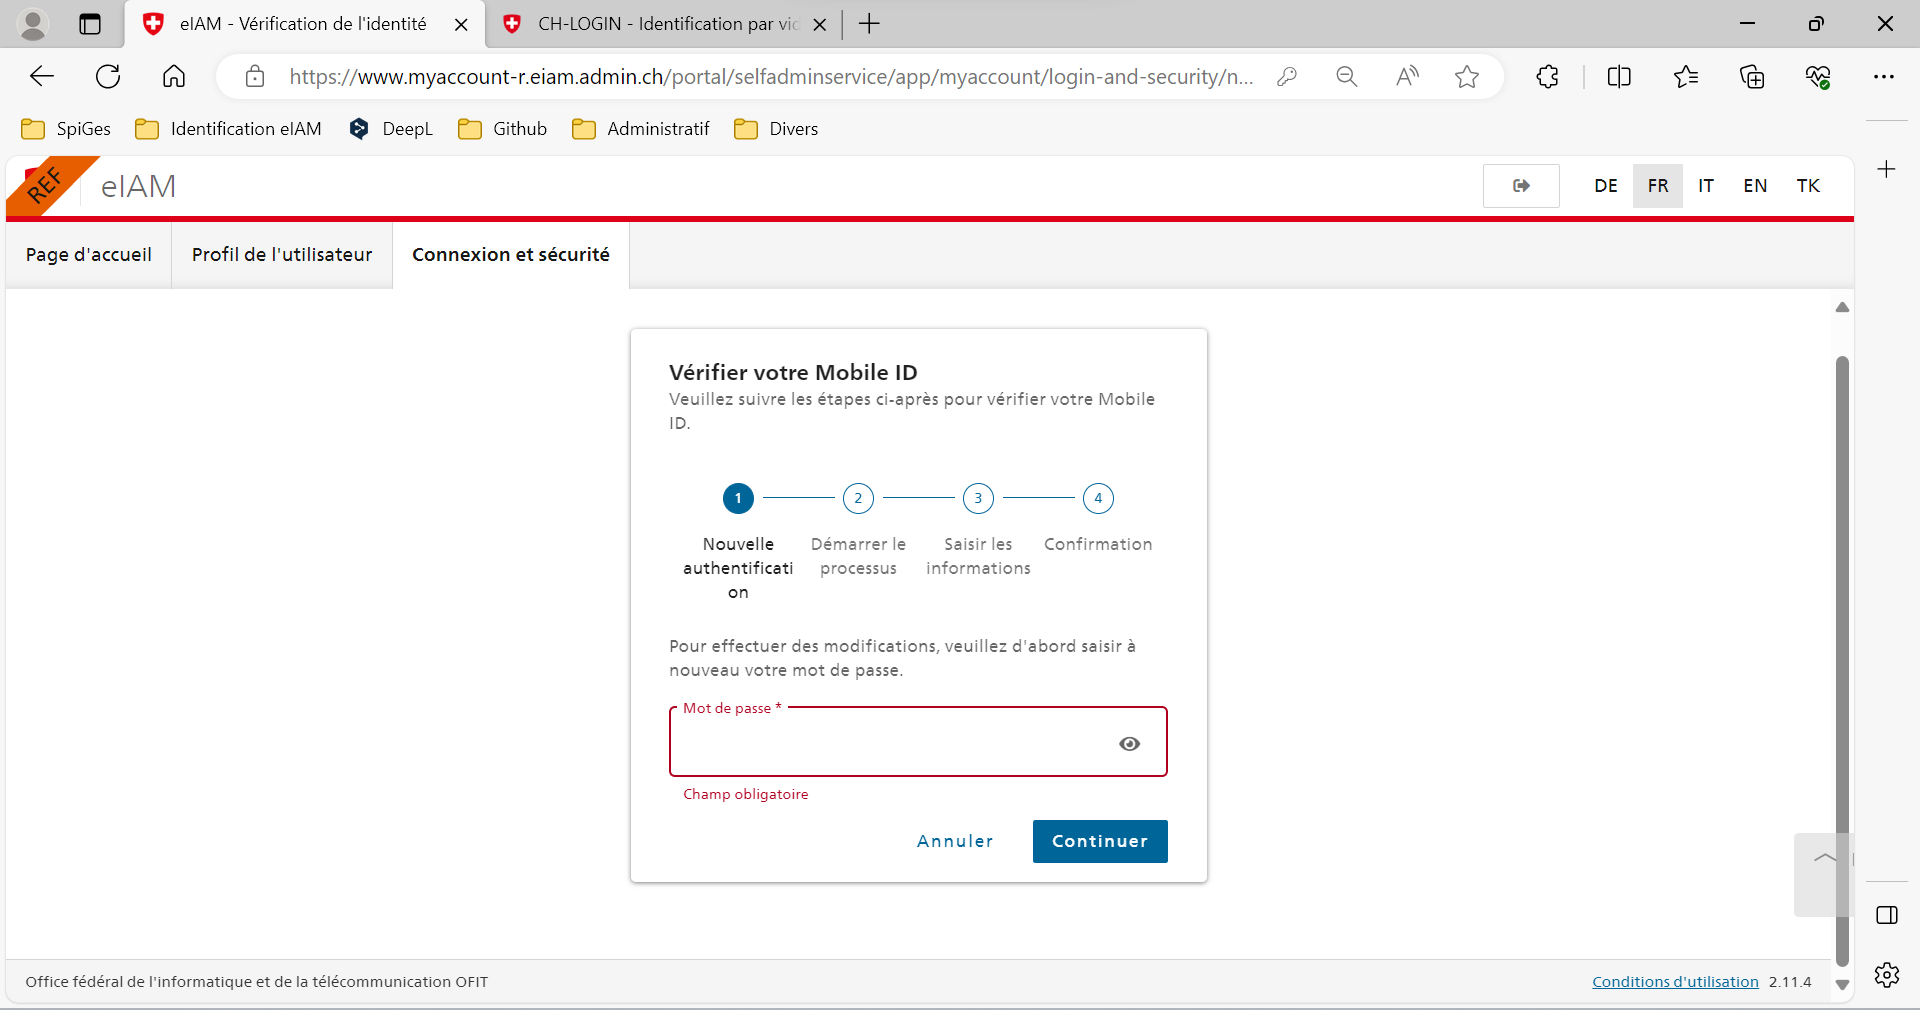 eIAM - Vérification de l'identité
CH-LOGIN - Identification par vid
https://www.myaccount-r.eiam.admin.ch/portal/selfadminservice/app/myaccount/login-and-security/n...
SpiGes
Identification eIAM
DeepL
Github
Administratif
Divers
REF
eIAM
DE
FR
IT
EN
TK
Page d'accueil
Profil de l'utilisateur
Connexion et sécurité
Vérifier votre Mobile ID
Veuillez suivre les étapes ci-après pour vérifier votre Mobile
ID.
1
2
3
4
Nouvelle
authentificati
on
Démarrer le
processus
Saisir les
informations
Confirmation
Pour effectuer des modifications, veuillez d'abord saisir à
nouveau votre mot de passe.
Mot de passe *
Champ obligatoire
Annuler
Continuer
Office fédéral de l'informatique et de la télécommunication OFIT
Conditions d'utilisation 2.11.4